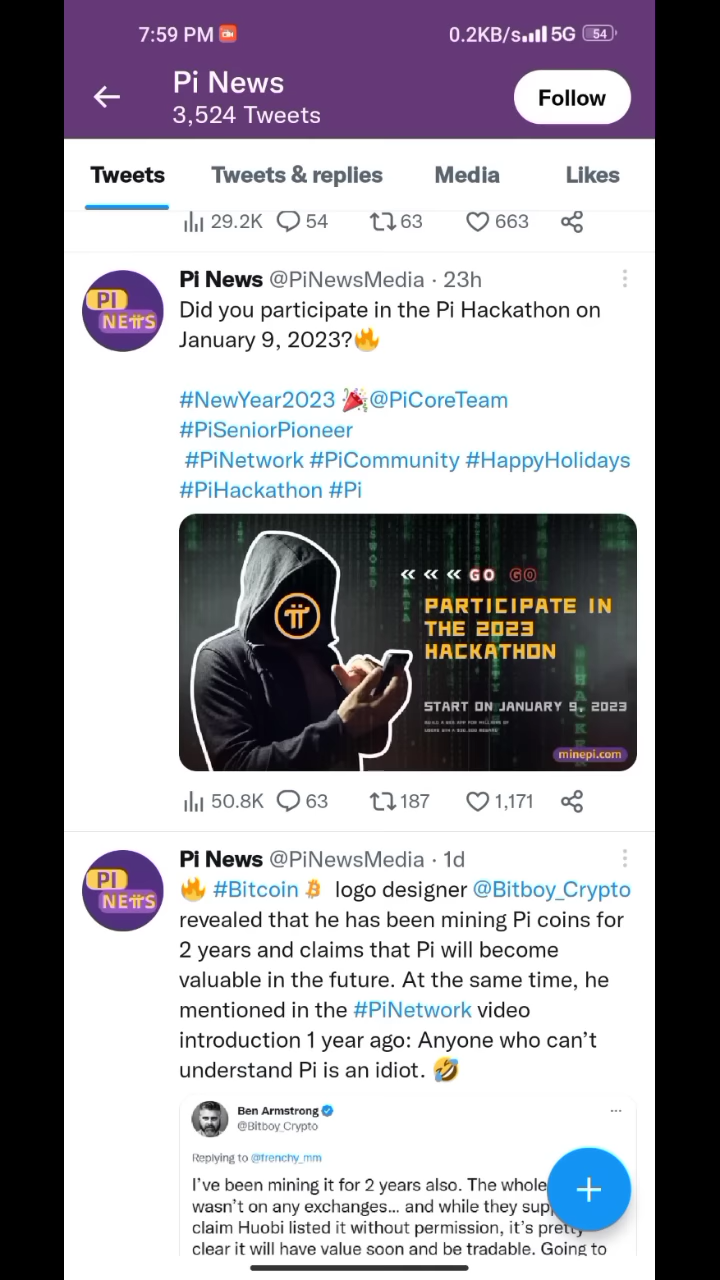 7:59 PM 0.2KB/s 5G 54
Pi News
3,524 Tweets
Follow
Tweets Tweets & replies Media Likes
29.2K 54 63 663
Pi News @PiNewsMedia · 23h
Did you participate in the Pi Hackathon on
January 9, 2023?🔥
#NewYear2023 🎉@PiCoreTeam
#PiSeniorPioneer
#PiNetwork #PiCommunity #HappyHolidays
#PiHackathon #Pi
PI
NEWS
« « « GO GO
PARTICIPATE IN
THE 2023
HACKATHON
START ON JANUARY 9, 2023
minepi.com
50.8K 63 187 1,171
Pi News @PiNewsMedia · 1d
🔥 #Bitcoin ₿ logo designer @Bitboy_Crypto
revealed that he has been mining Pi coins for
2 years and claims that Pi will become
valuable in the future. At the same time, he
mentioned in the #PiNetwork video
introduction 1 year ago: Anyone who can't
understand Pi is an idiot. 🤣
PI
NEWS
Ben Armstrong
@Bitboy_Crypto
Replying to @frenchy_mm
I've been mining it for 2 years also. The whole
wasn't on any exchanges... and while they
claim Huobi listed it without permission, it's pretty
clear it will have value soon and be tradable. Going to